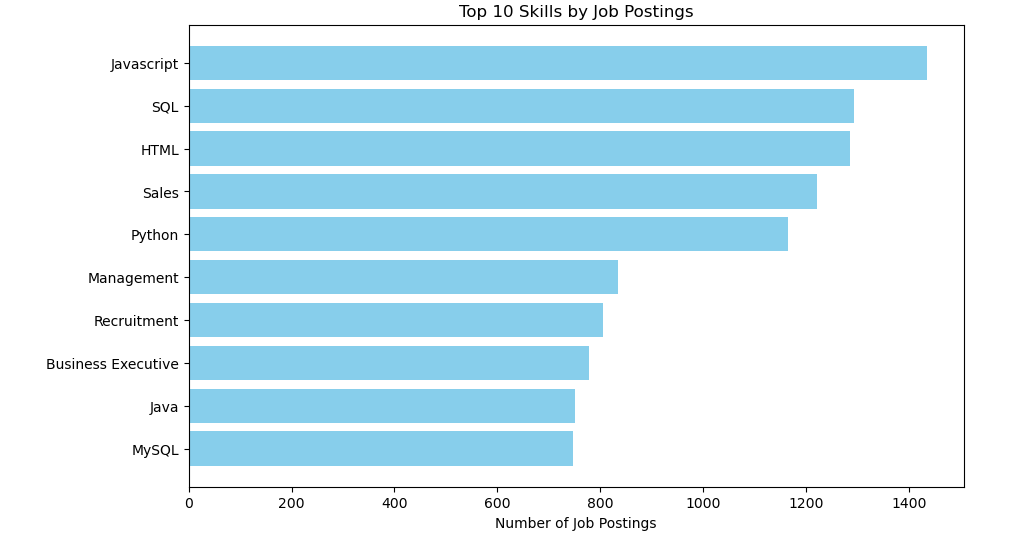 Top 10 Skills by Job Postings
Javascript
SQL
HTML
Sales
Python
Management
Recruitment
Business Executive
Java
MySQL
0 200 400 600 800 1000 1200 1400
Number of Job Postings